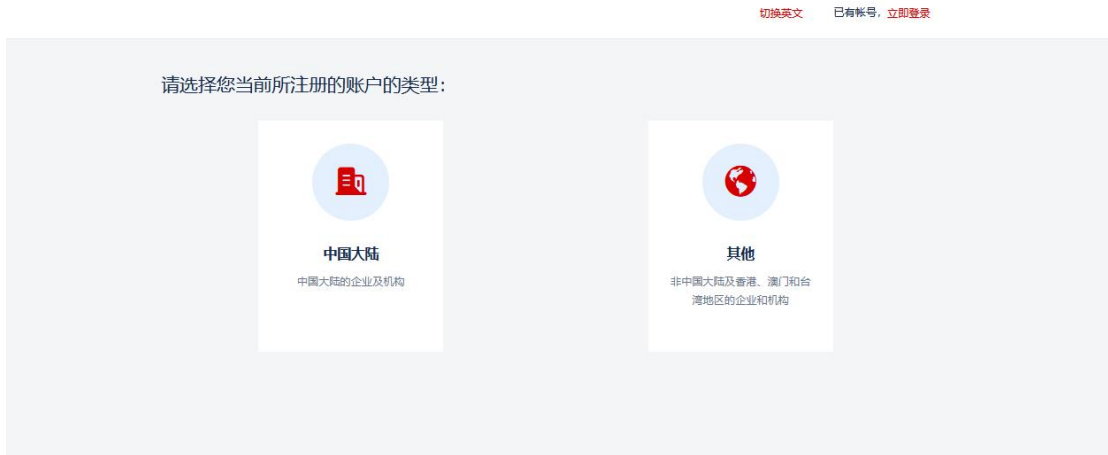 切换英文 已有帐号，立即登录
请选择您当前所注册的账户的类型：
中国大陆
中国大陆的企业及机构
其他
非中国大陆及香港、澳门和台
湾地区的企业和机构